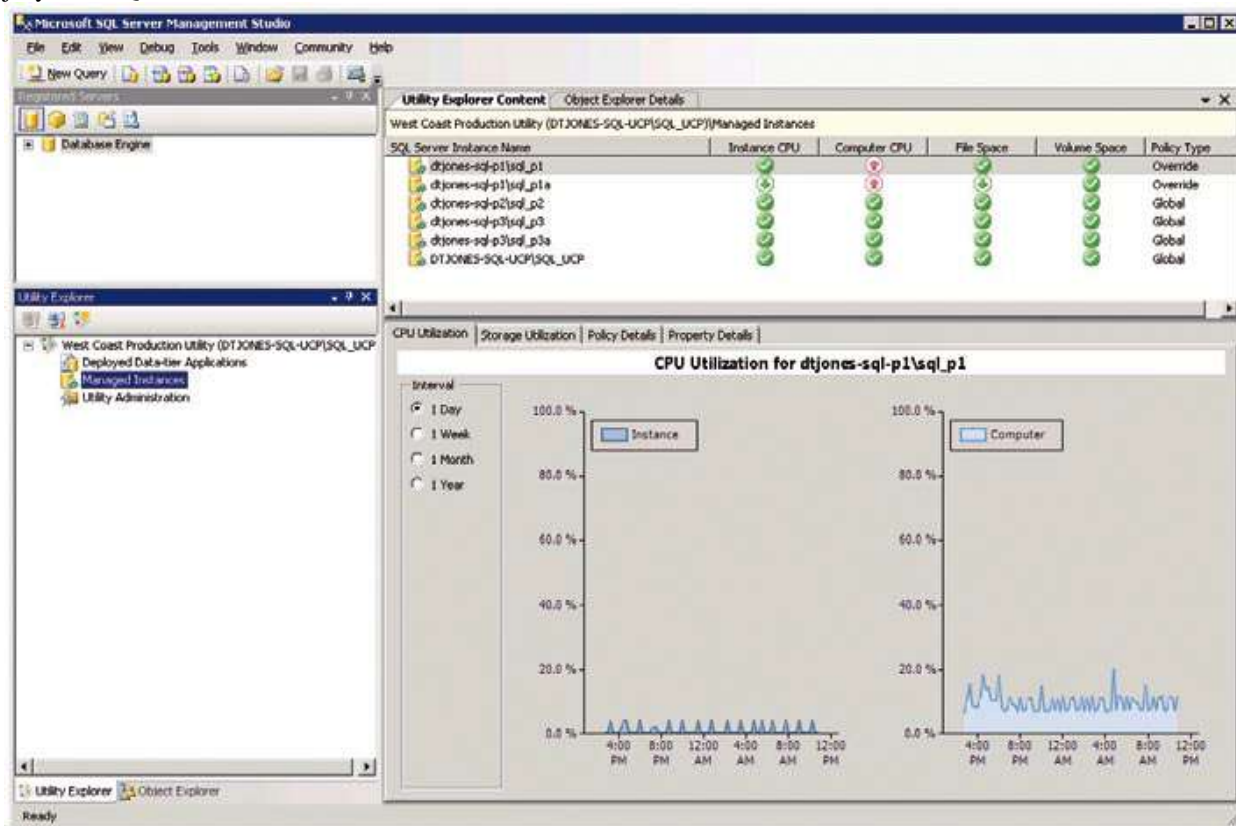 Microsoft SQL Server Management Studio
File Edit View Debug Tools Window Community Help
New Query
Registered Servers
Database Engine
Utility Explorer Content Object Explorer Details
West Coast Production Utility (DTJONES-SQL-UCP\SQL_UCP)\Managed Instances
SQL Server Instance Name Instance CPU Computer CPU File Space Volume Space Policy Type
dtjones-sql-p1\sql_p1 Override
dtjones-sql-p1\sql_p1a Override
dtjones-sql-p2\sql_p2 Global
dtjones-sql-p3\sql_p3 Global
dtjones-sql-p3\sql_p3a Global
DTJONES-SQL-UCP\SQL_UCP Global
Utility Explorer
West Coast Production Utility (DTJONES-SQL-UCP\SQL_UCP
Deployed Data-tier Applications
Managed Instances
Utility Administration
CPU Utilization Storage Utilization Policy Details Property Details
CPU Utilization for dtjones-sql-p1\sql_p1
Interval
1 Day
1 Week
1 Month
1 Year
100.0 %
80.0 %
60.0 %
40.0 %
20.0 %
0.0 %
Instance
4:00 PM 8:00 PM 12:00 AM 4:00 AM 8:00 AM 12:00 PM
100.0 %
80.0 %
60.0 %
40.0 %
20.0 %
0.0 %
Computer
4:00 PM 8:00 PM 12:00 AM 4:00 AM 8:00 AM 12:00 PM
Utility Explorer Object Explorer
Ready